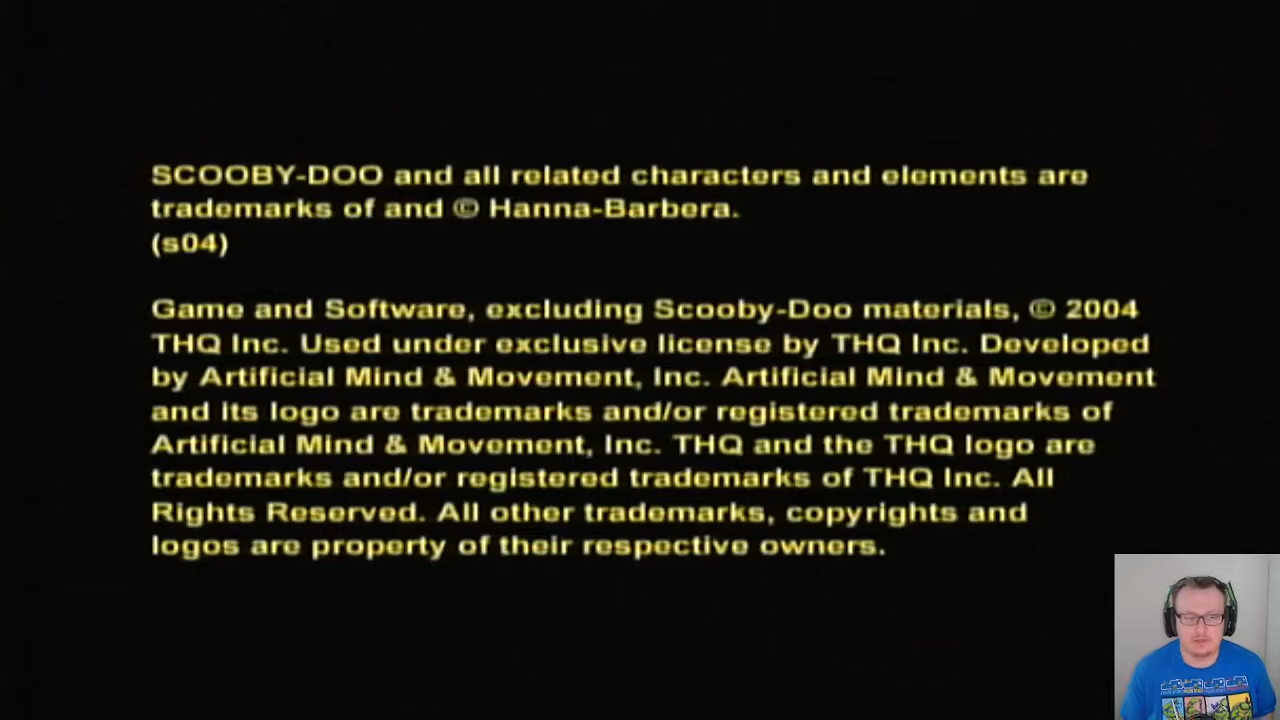 SCOOBY-DOO and all related characters and elements are
trademarks of and © Hanna-Barbera.
(s04)
Game and Software, excluding Scooby-Doo materials, © 2004
THQ Inc. Used under exclusive license by THQ Inc. Developed
by Artificial Mind & Movement, Inc. Artificial Mind & Movement
and its logo are trademarks and/or registered trademarks of
Artificial Mind & Movement, Inc. THQ and the THQ logo are
trademarks and/or registered trademarks of THQ Inc. All
Rights Reserved. All other trademarks, copyrights and
logos are property of their respective owners.